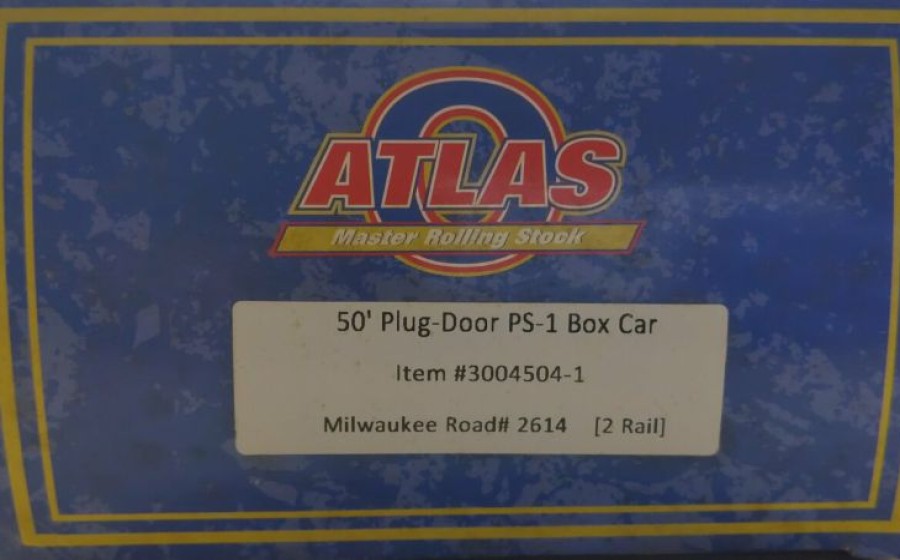 ATLAS O
Master Rolling Stock
50' Plug-Door PS-1 Box Car
Item #3004504-1
Milwaukee Road# 2614 [2 Rail]